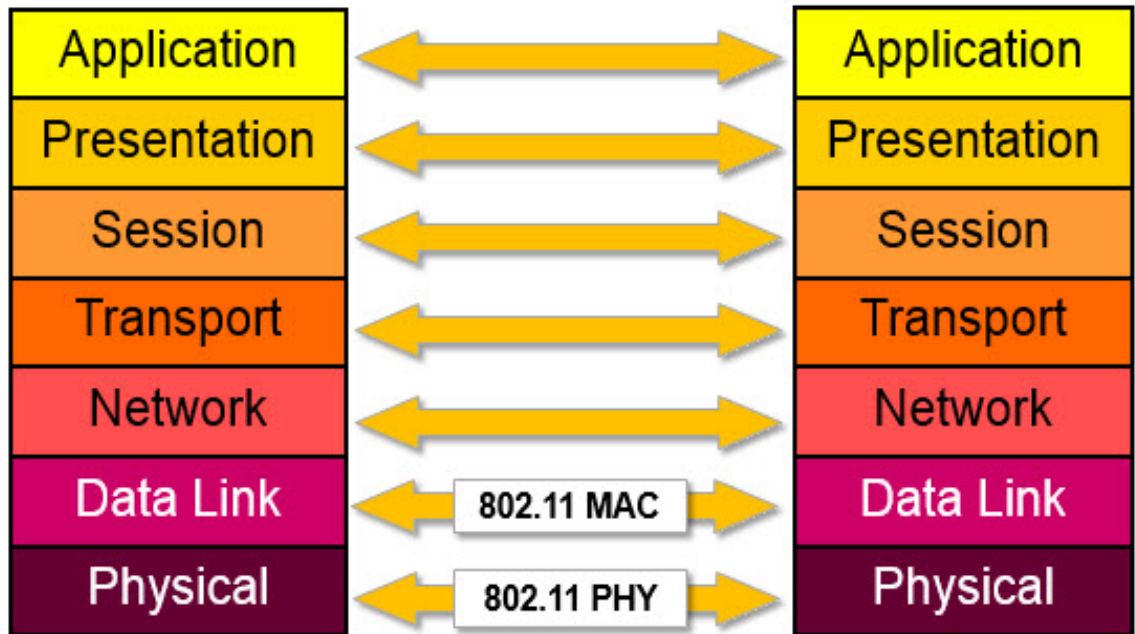 Application Application
Presentation Presentation
Session Session
Transport Transport
Network Network
Data Link 802.11 MAC Data Link
Physical 802.11 PHY Physical